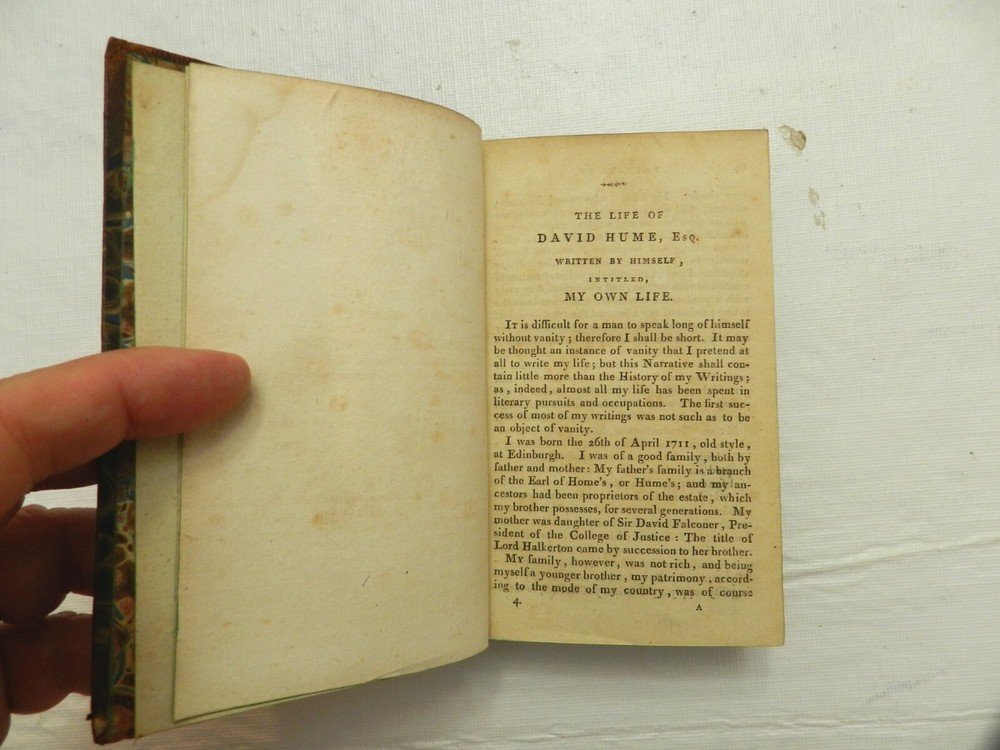 THE LIFE OF
DAVID HUME, Esq.
WRITTEN BY HIMSELF,
INTITLED,
MY OWN LIFE.
It is difficult for a man to speak long of himself
without vanity; therefore I shall be short. It may
be thought an instance of vanity that I pretend at
all to write my life; but this Narrative shall con-
tain little more than the History of my Writings;
as, indeed, almost all my life has been spent in
literary pursuits and occupations. The first suc-
cess of most of my writings was not such as to be
an object of vanity.
I was born the 26th of April 1711, old style,
at Edinburgh. I was of a good family, both by
father and mother: My father's family is a branch
of the Earl of Home's, or Hume's; and my an-
cestors had been proprietors of the estate, which
my brother possesses, for several generations. My
mother was daughter of Sir David Falconer, Pre-
sident of the College of Justice: The title of
Lord Halkerton came by succession to her brother.
My family, however, was not rich, and being
myself a younger brother, my patrimony, accord-
ing to the mode of my country, was of course
4. A